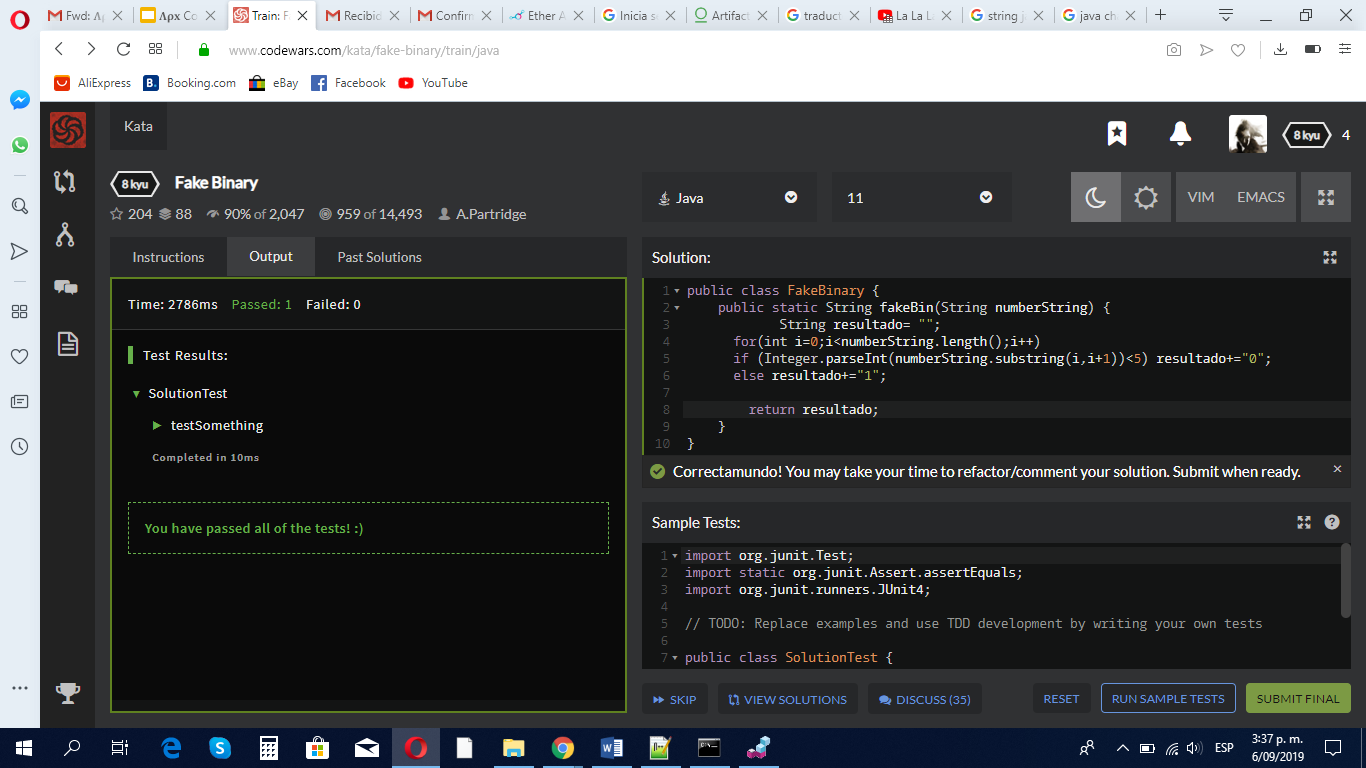 Fwd: Λp
Λpx Co
Train: F
Recibid
Confirm
Ether A
Inicia s
Artifact
traduct
La La L
string j
java ch
www.codewars.com/kata/fake-binary/train/java
AliExpress
Booking.com
eBay
Facebook
YouTube
Kata
8 kyu
4
8 kyu
Fake Binary
204 88 90% of 2,047 959 of 14,493 A.Partridge
Java
11
VIM
EMACS
Instructions
Output
Past Solutions
Time: 2786ms Passed: 1 Failed: 0
Test Results:
SolutionTest
testSomething
Completed in 10ms
You have passed all of the tests! :)
Solution:
1 public class FakeBinary {
2 public static String fakeBin(String numberString) {
3 String resultado= "";
4 for(int i=0;i<numberString.length();i++)
5 if (Integer.parseInt(numberString.substring(i,i+1))<5) resultado+="0";
6 else resultado+="1";
7
8 return resultado;
9 }
10 }
Correctamundo! You may take your time to refactor/comment your solution. Submit when ready.
Sample Tests:
1 import org.junit.Test;
2 import static org.junit.Assert.assertEquals;
3 import org.junit.runners.JUnit4;
4
5 // TODO: Replace examples and use TDD development by writing your own tests
6
7 public class SolutionTest {
SKIP
VIEW SOLUTIONS
DISCUSS (35)
RESET
RUN SAMPLE TESTS
SUBMIT FINAL
ESP
3:37 p. m.
6/09/2019